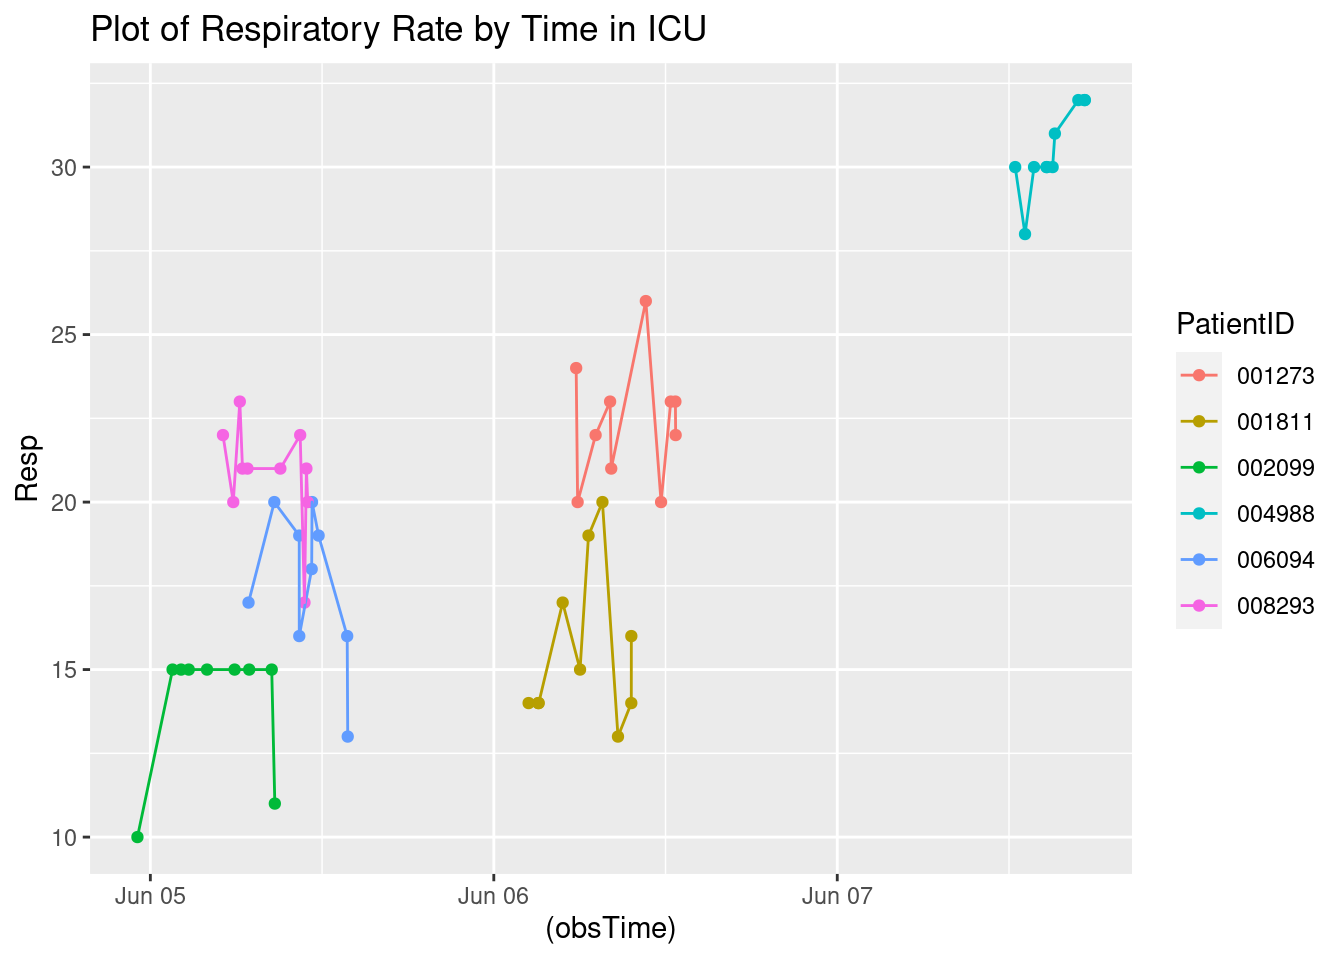 Plot of Respiratory Rate by Time in ICU
Resp
30
25
20
15
10
Jun 05
Jun 06
Jun 07
(obsTime)
PatientID
001273
001811
002099
004988
006094
008293